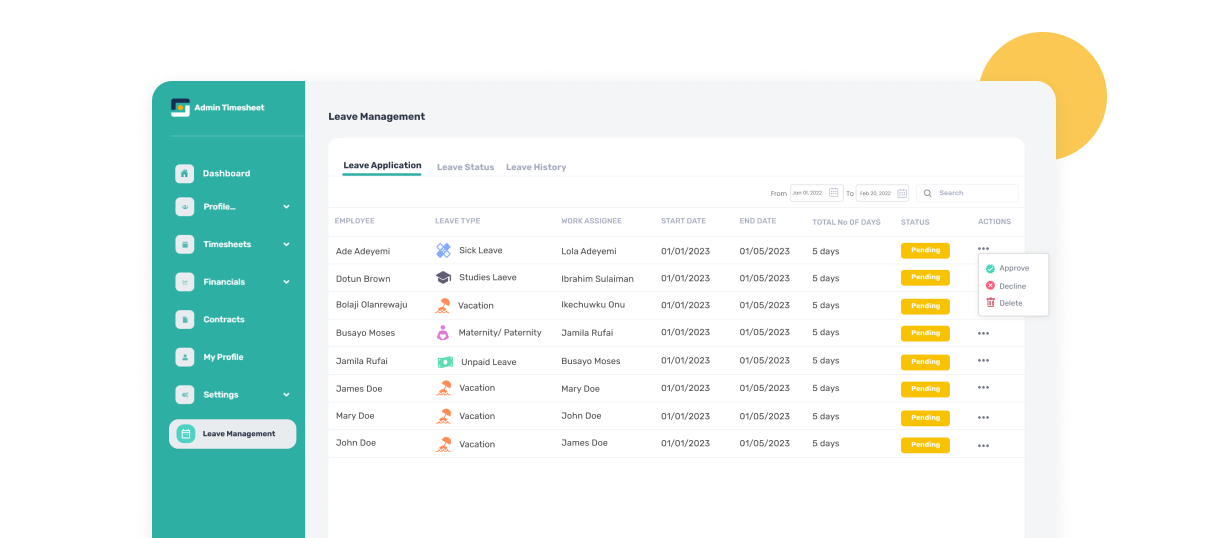 Admin Timesheet
Dashboard
Profile...
Timesheets
Financials
Contracts
My Profile
Settings
Leave Management
Leave Management
Leave Application Leave Status Leave History
From Jan 01, 2022 To Feb 20, 2022 Search
EMPLOYEE LEAVE TYPE WORK ASSIGNEE START DATE END DATE TOTAL No OF DAYS STATUS ACTIONS
Ade Adeyemi Sick Leave Lola Adeyemi 01/01/2023 01/05/2023 5 days Pending
Dotun Brown Studies Laeve Ibrahim Sulaiman 01/01/2023 01/05/2023 5 days Pending
Bolaji Olanrewaju Vacation Ikechuwku Onu 01/01/2023 01/05/2023 5 days Pending
Busayo Moses Maternity/ Paternity Jamila Rufai 01/01/2023 01/05/2023 5 days Pending
Jamila Rufai Unpaid Leave Busayo Moses 01/01/2023 01/05/2023 5 days Pending
James Doe Vacation Mary Doe 01/01/2023 01/05/2023 5 days Pending
Mary Doe Vacation John Doe 01/01/2023 01/05/2023 5 days Pending
John Doe Vacation James Doe 01/01/2023 01/05/2023 5 days Pending
Approve
Decline
Delete